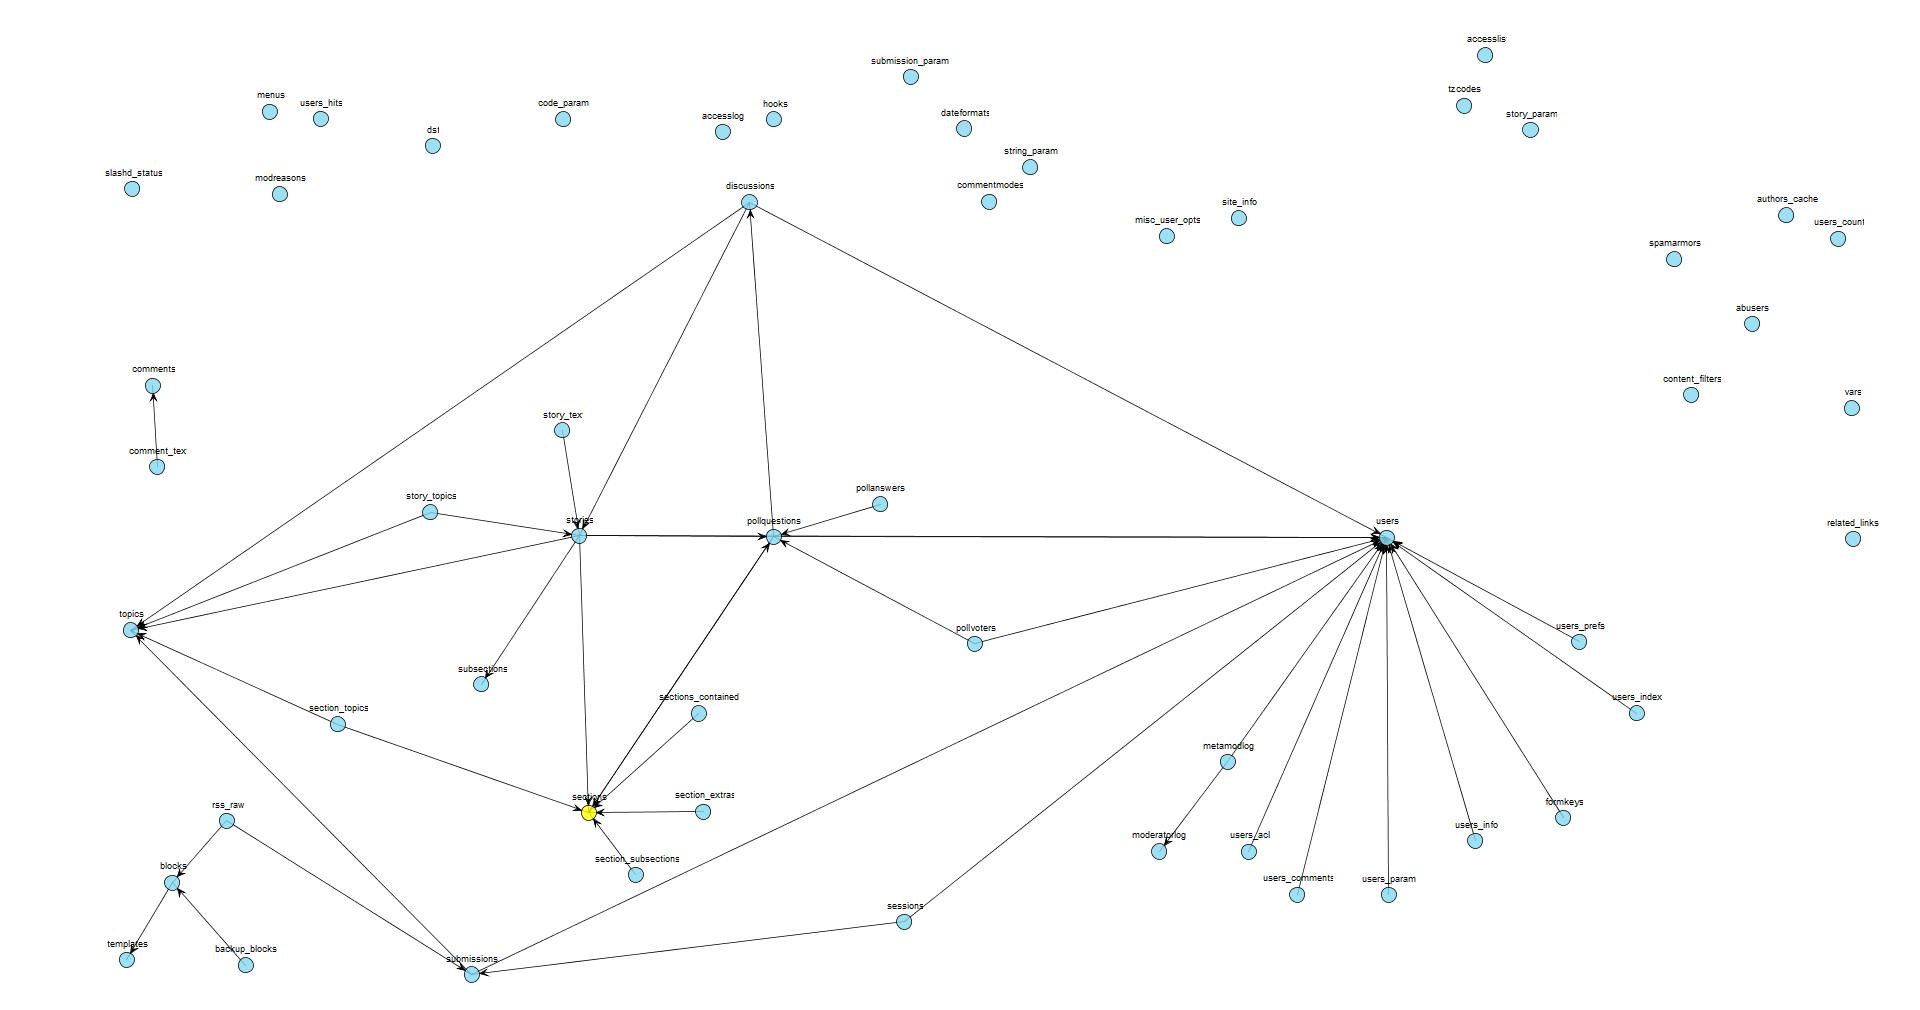 accesslis
submission_param
tzcodes
menus
users_hits
code_param
hooks
accesslog
dateformats
story_param
dst
string_param
slashd_status
modreasons
discussions
commentmodes
authors_cache
site_info
misc_user_opts
users_count
spamarmors
abusers
comments
content_filters
vars
story_tex
comment_tex
pollanswers
story_topics
stories
pollquestions
users
related_links
topics
pollvoters
users_prefs
subsections
sections_contained
users_index
section_topics
metamodlog
sections
section_extras
rss_raw
formkeys
users_info
moderatorlog
users_acl
section_subsections
blocks
users_comments
users_param
sessions
templates
backup_blocks
submissions